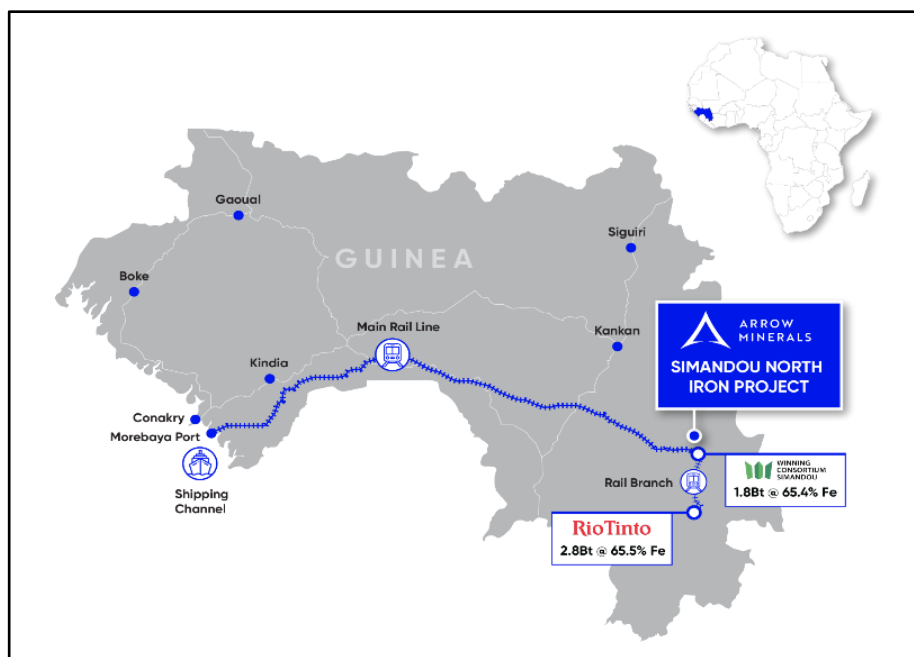 Gaoual
Siguiri
GUINEA
Boke
Main Rail Line
Kankan
ARROW
MINERALS
SIMANDOU NORTH
IRON PROJECT
Kindia
Conakry
Morebaya Port
Shipping
Channel
Rail Branch
WINNING
CONSORTIUM
SIMANDOU
1.8Bt @ 65.4% Fe
RioTinto
2.8Bt @ 65.5% Fe